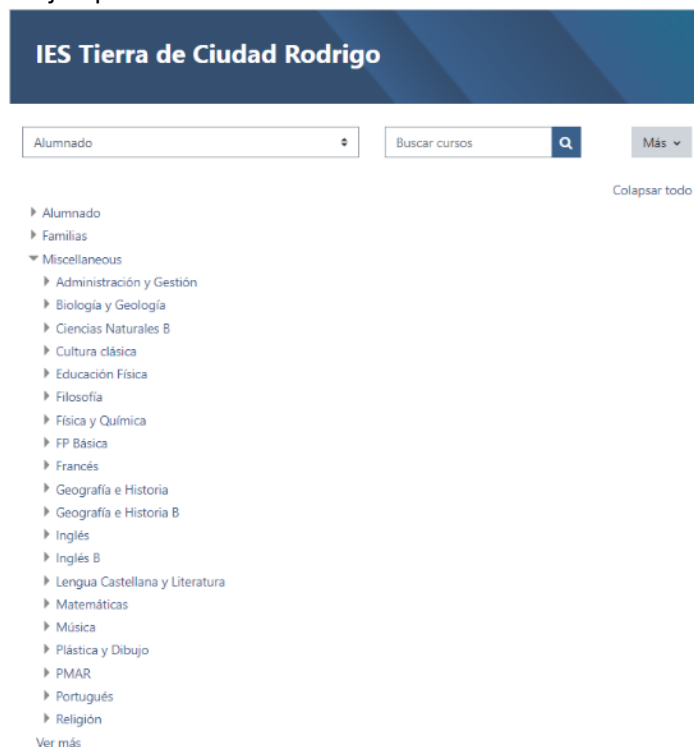 IES Tierra de Ciudad Rodrigo
Alumnado
Buscar cursos
Más
Colapsar todo
Alumnado
Familias
Miscellaneous
Administración y Gestión
Biología y Geología
Ciencias Naturales B
Cultura clásica
Educación Física
Filosofía
Física y Química
FP Básica
Francés
Geografía e Historia
Geografía e Historia B
Inglés
Inglés B
Lengua Castellana y Literatura
Matemáticas
Música
Plástica y Dibujo
PMAR
Portugués
Religión
Ver más